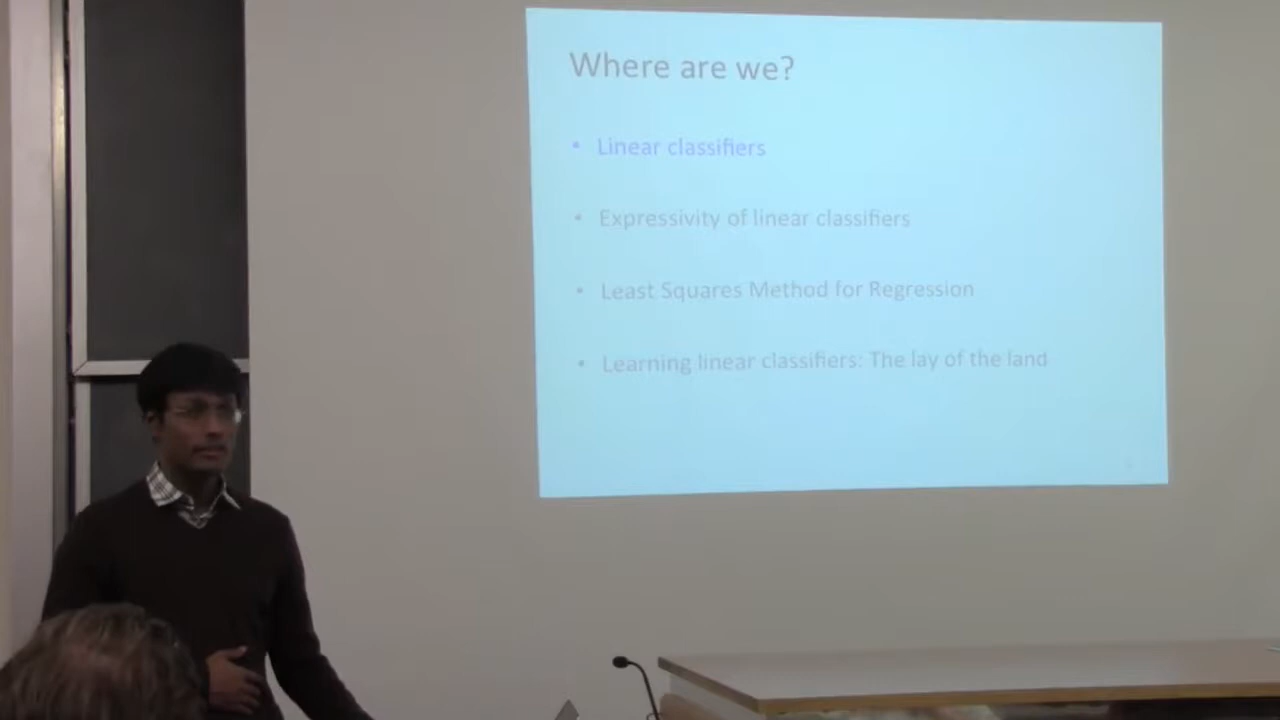 Where are we?
• Linear classifiers
• Expressivity of linear classifiers
• Least Squares Method for Regression
• Learning linear classifiers: The lay of the land